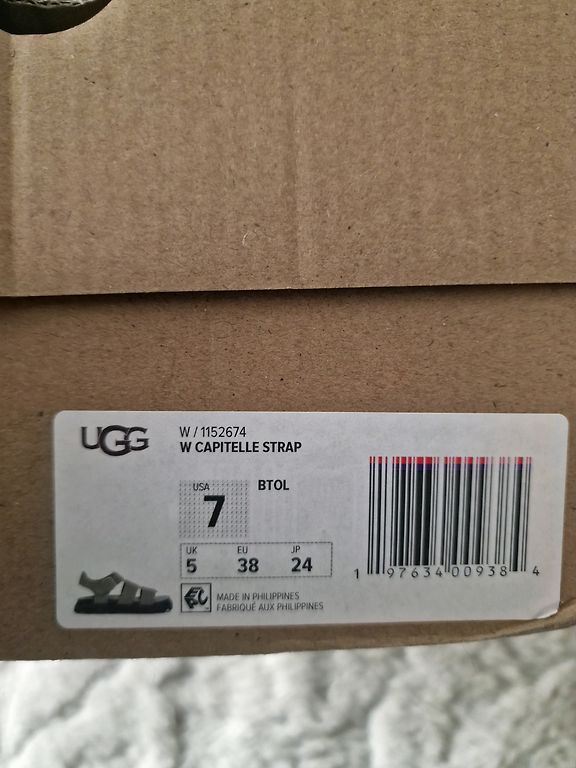 UGG
W / 1152674
W CAPITELLE STRAP
USA
7
BTOL
UK EU JP
5 38 24
1 97634 00938 4
MADE IN PHILIPPINES
FABRIQUÉ AUX PHILIPPINES